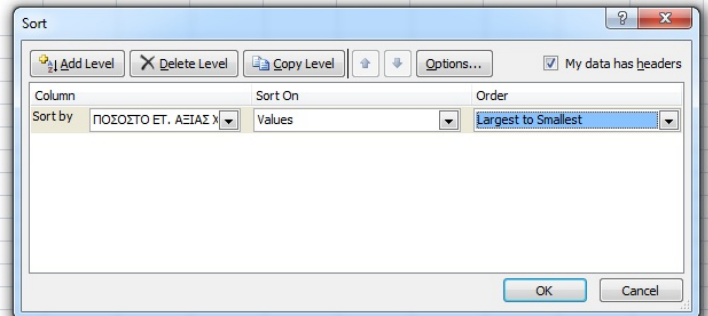 Sort
Add Level Delete Level Copy Level Options... My data has headers
Column Sort On Order
Sort by ΠΟΣΟΣΤΟ ΕΤ. ΑΞΙΑΣ Χ Values Largest to Smallest
OK Cancel